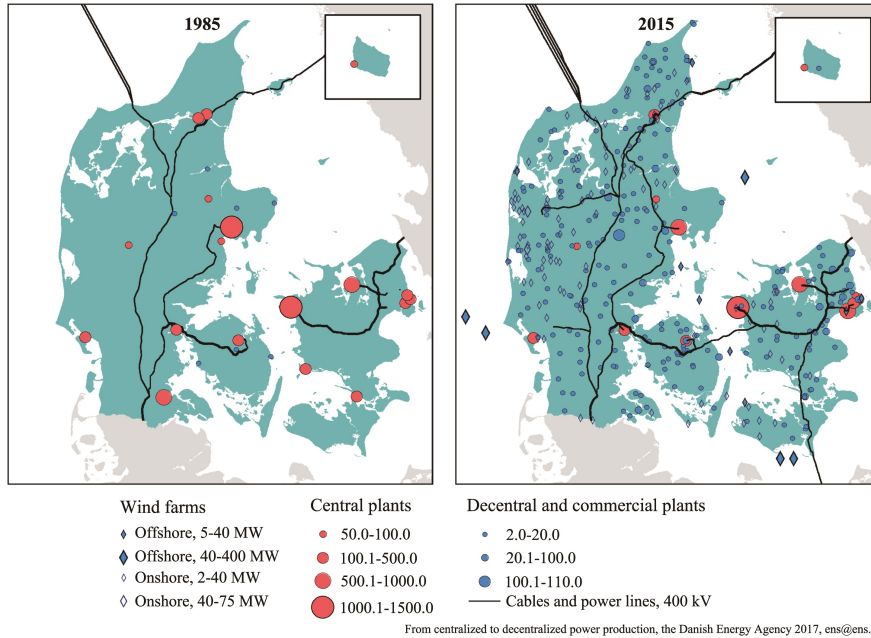 1985
2015
Wind farms
Offshore, 5-40 MW
Offshore, 40-400 MW
Onshore, 2-40 MW
Onshore, 40-75 MW
Central plants
50.0-100.0
100.1-500.0
500.1-1000.0
1000.1-1500.0
Decentral and commercial plants
2.0-20.0
20.1-100.0
100.1-110.0
Cables and power lines, 400 kV
From centralized to decentralized power production, the Danish Energy Agency 2017, ens@ens.